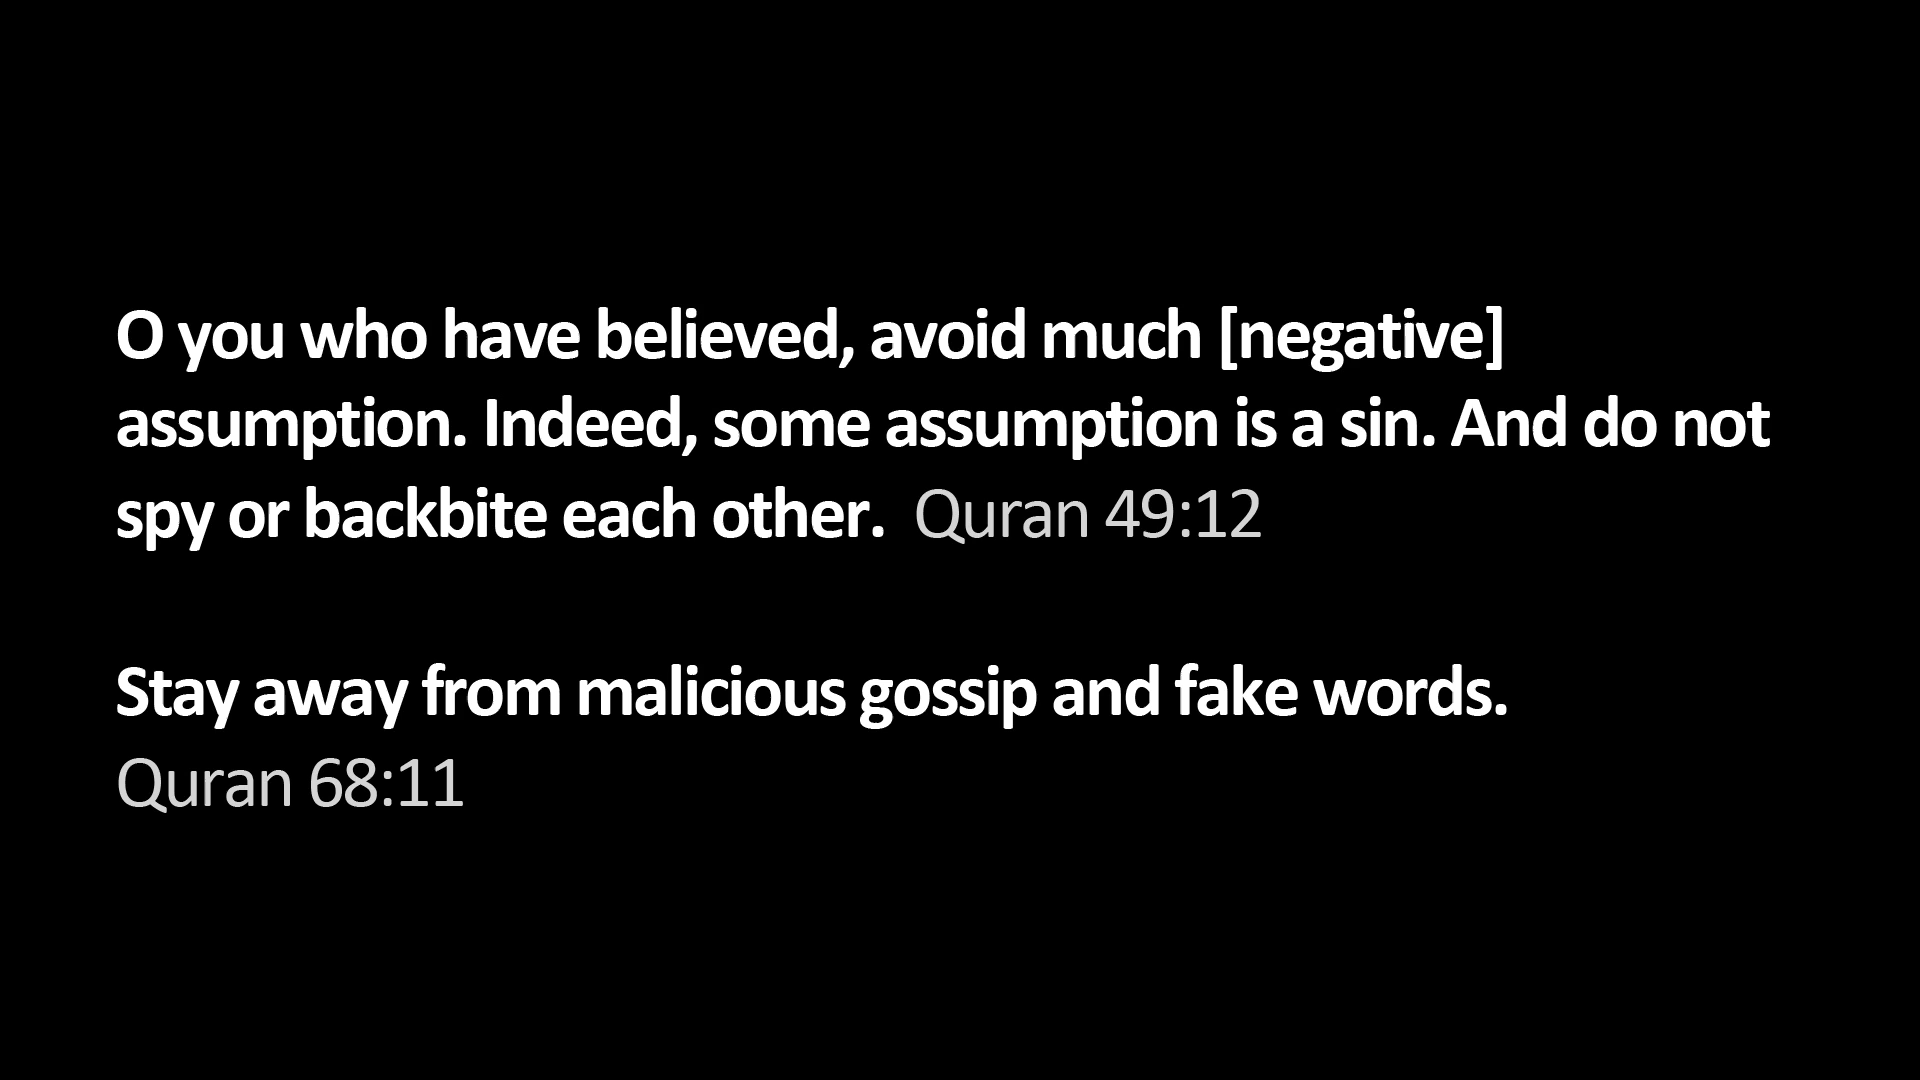 O you who have believed, avoid much [negative]
assumption. Indeed, some assumption is a sin. And do not
spy or backbite each other. Quran 49:12
Stay away from malicious gossip and fake words.
Quran 68:11